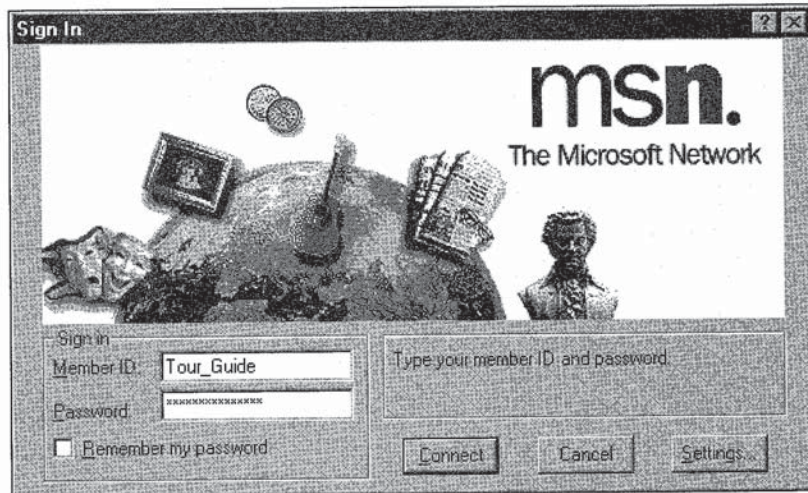 Sign In
msn.
The Microsoft Network
Sign in
Member ID: Tour_Guide
Type your member ID and password.
Password: xxxxxxxxxxxxxxx
Remember my password
Connect
Cancel
Settings...